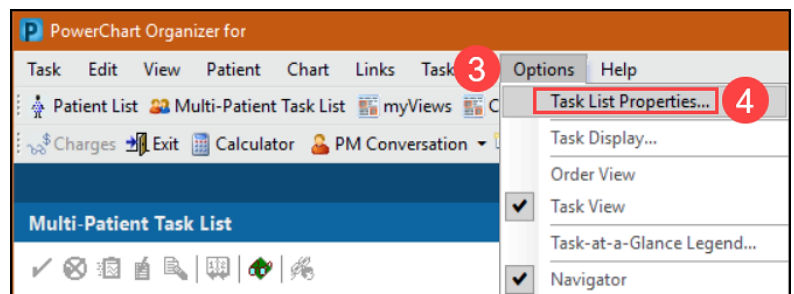 PowerChart Organizer for
Task Edit View Patient Chart Links Task 3 Options Help
Patient List Multi-Patient Task List myViews
Task List Properties... 4
Charges Exit Calculator PM Conversation
Task Display...
Order View
Task View
Multi-Patient Task List
Task-at-a-Glance Legend...
Navigator